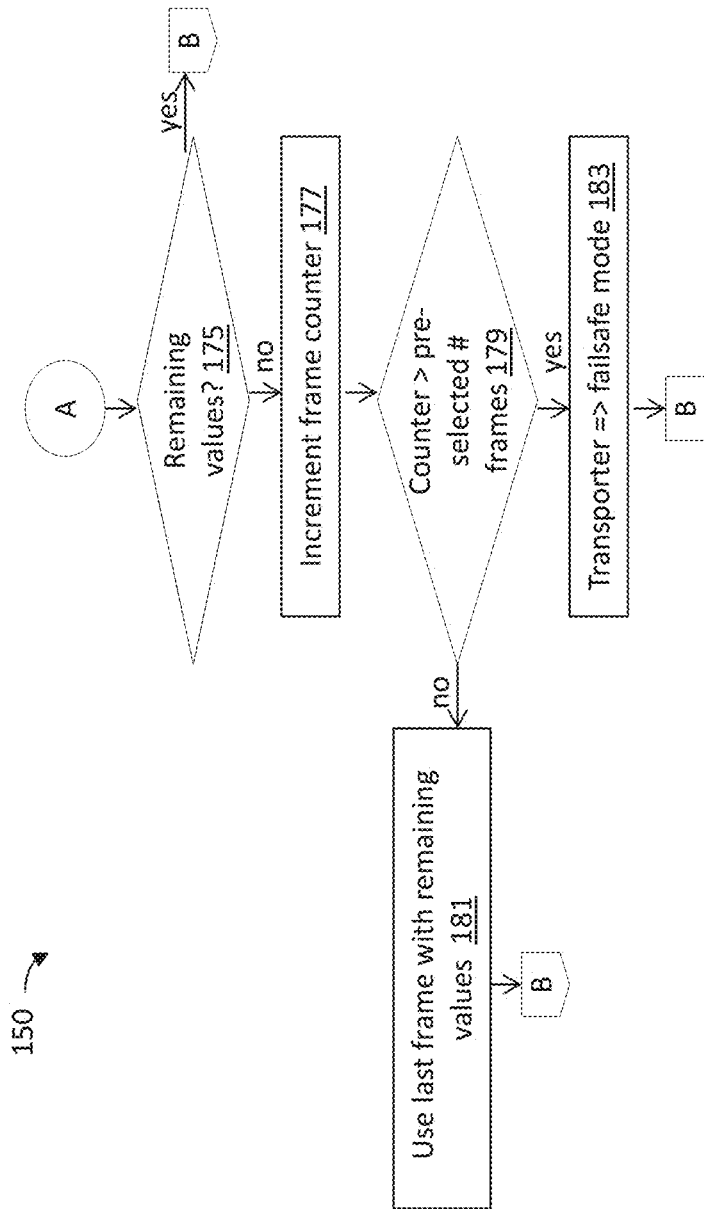 150
A
Remaining
values? 175
yes
B
no
Increment frame counter 177
Counter > pre-
selected #
frames 179
no
yes
Use last frame with remaining
values 181
B
Transporter => failsafe mode 183
B